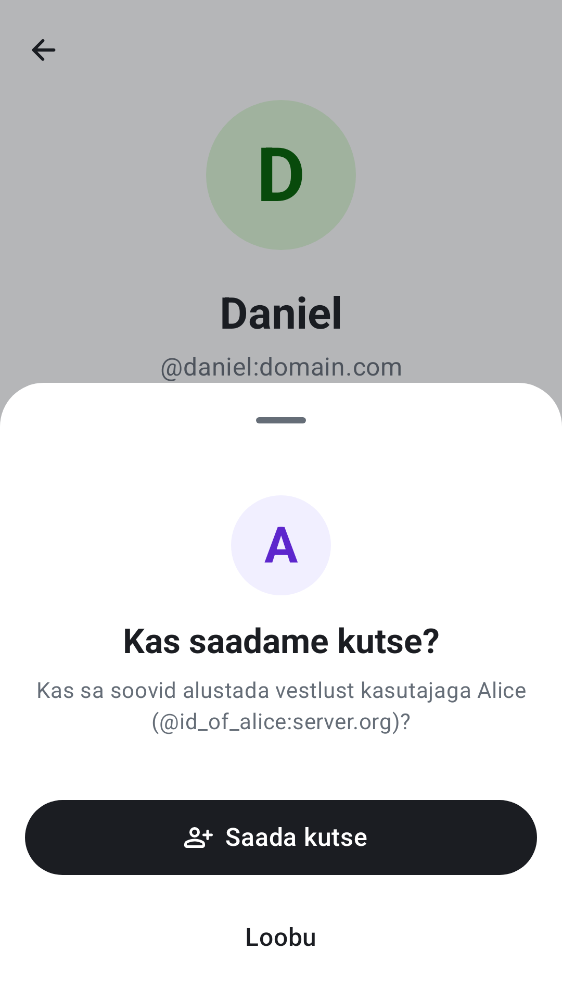 D
Daniel
@daniel:domain.com
A
Kas saadame kutse?
Kas sa soovid alustada vestlust kasutajaga Alice
(@id_of_alice:server.org)?
Saada kutse
Loobu